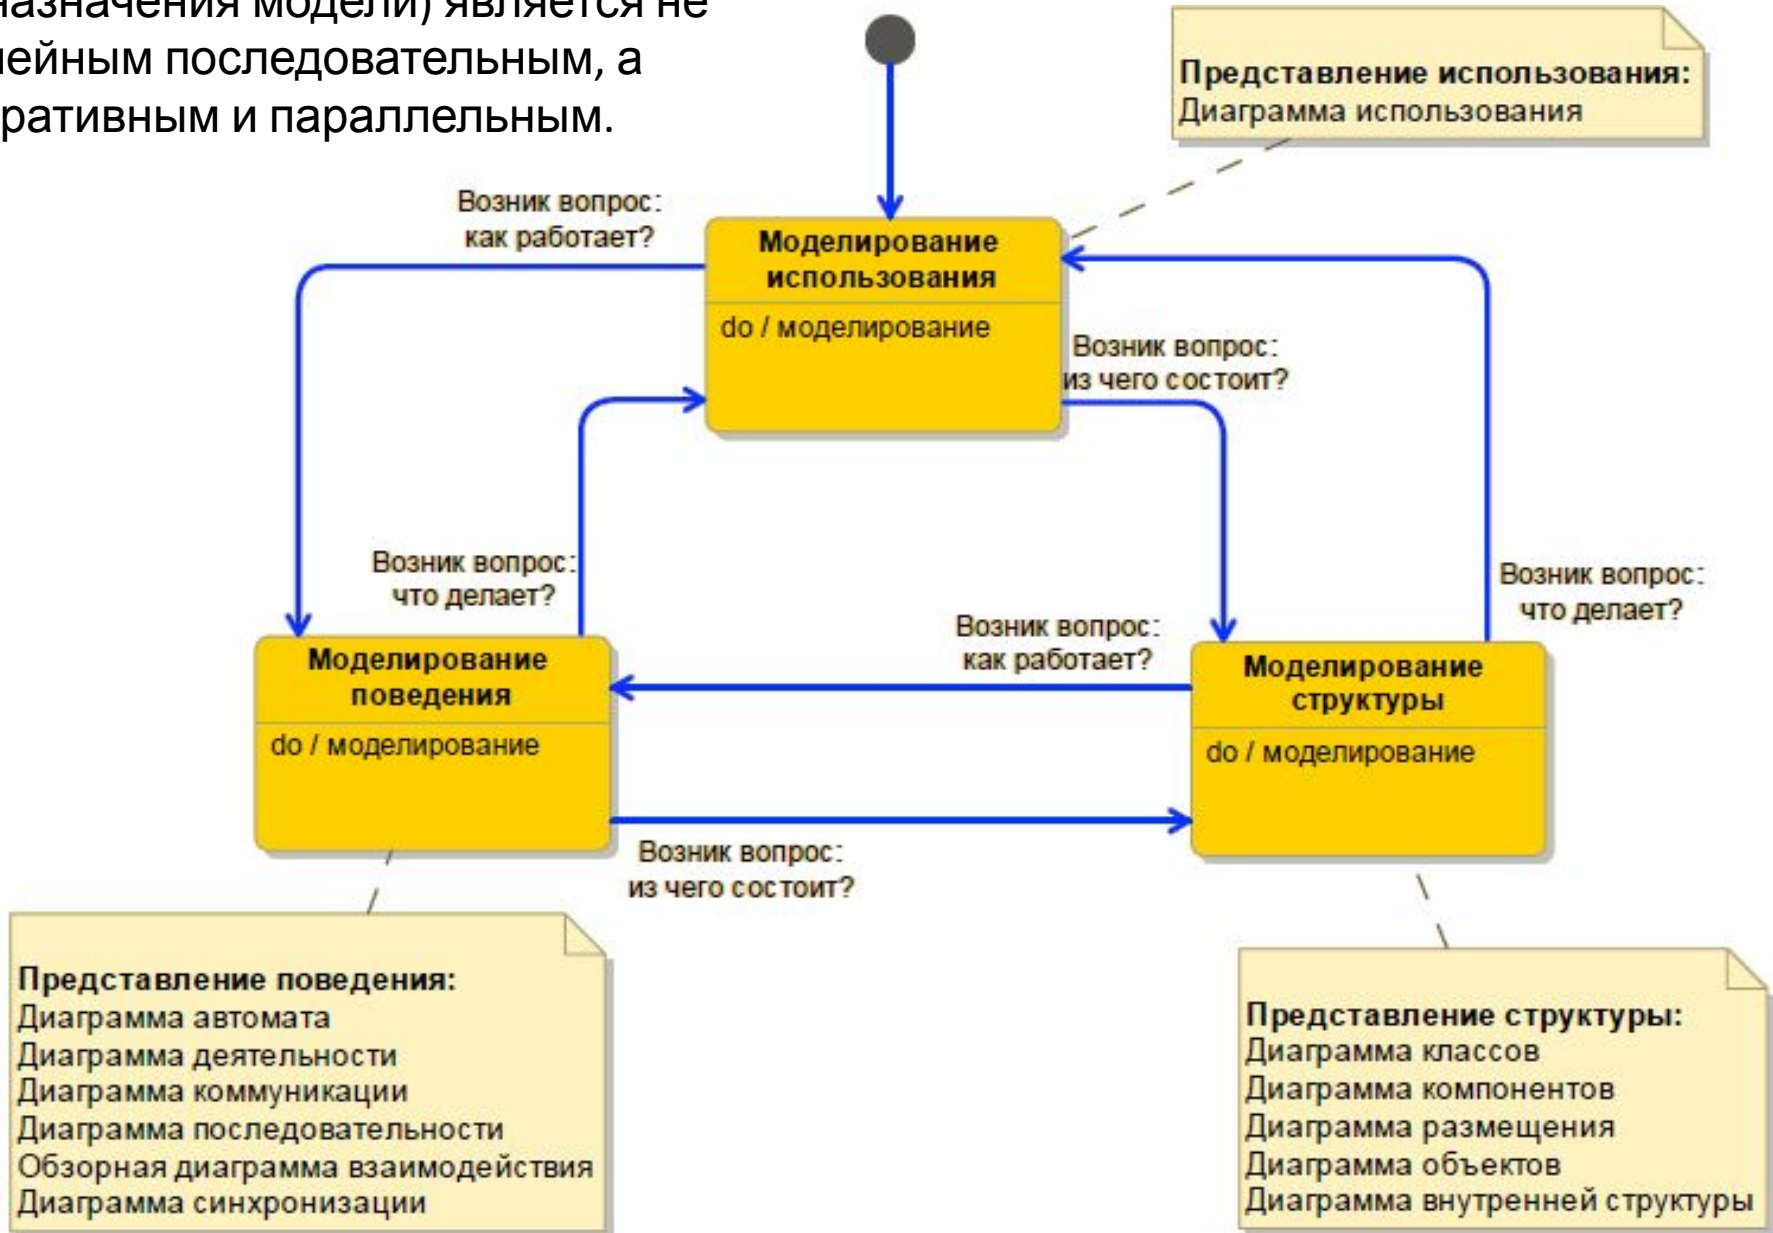 назначения модели) является не
нейным последовательным, а
ративным и параллельным.
Представление использования:
Диаграмма использования
Возник вопрос:
как работает?
Моделирование
использования
do / моделирование
Возник вопрос:
из чего состоит?
Возник вопрос:
что делает?
Возник вопрос:
что делает?
Возник вопрос:
как работает?
Моделирование
поведения
do / моделирование
Моделирование
структуры
do / моделирование
Возник вопрос:
из чего состоит?
Представление поведения:
Диаграмма автомата
Диаграмма деятельности
Диаграмма коммуникации
Диаграмма последовательности
Обзорная диаграмма взаимодействия
Диаграмма синхронизации
Представление структуры:
Диаграмма классов
Диаграмма компонентов
Диаграмма размещения
Диаграмма объектов
Диаграмма внутренней структуры